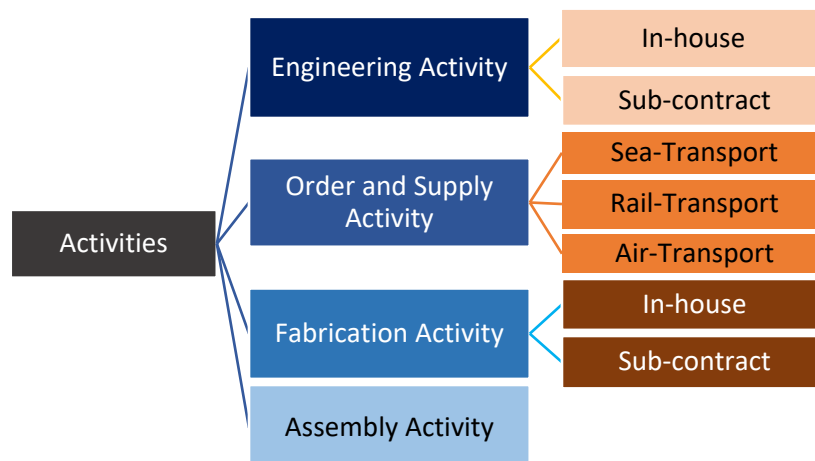 Activities
Engineering Activity
In-house
Sub-contract
Order and Supply
Activity
Sea-Transport
Rail-Transport
Air-Transport
Fabrication Activity
In-house
Sub-contract
Assembly Activity